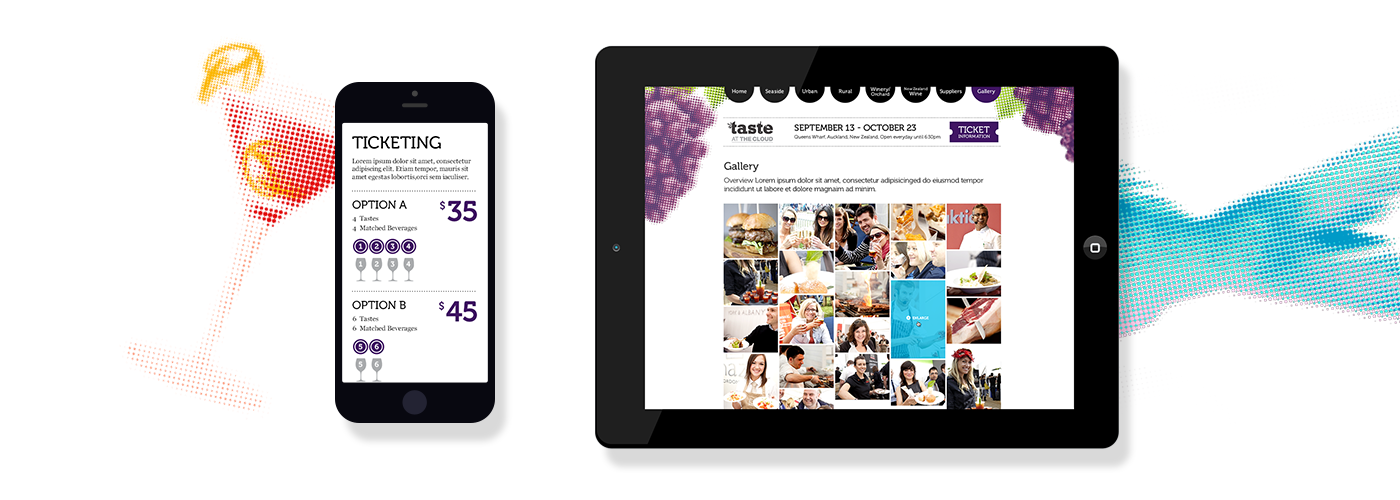 TICKETING
Lorem ipsum dolor sit amet, consectetur
adipiscing elit. Etiam tempor, mauris sit
amet egestas lobortis,orci sem iaculiser.
OPTION A
$35
4 Tastes
4 Matched Beverages
1 2 3 4
1 2 3 4
OPTION B
$45
6 Tastes
6 Matched Beverages
5 6
5 6
Home Seaside Urban Rural Winery/ Orchard New Zealand Wine Suppliers Gallery
taste
AT THE CLOUD
SEPTEMBER 13 - OCTOBER 23
Queens Wharf, Auckland, New Zealand. Open everyday until 6:30pm.
TICKET
INFORMATION
Gallery
Overview Lorem ipsum dolor sit amet, consectetur adipisicinged do eiusmod tempor
incididunt ut labore et dolore magnaim ad minim.
aktic
ENLARGE